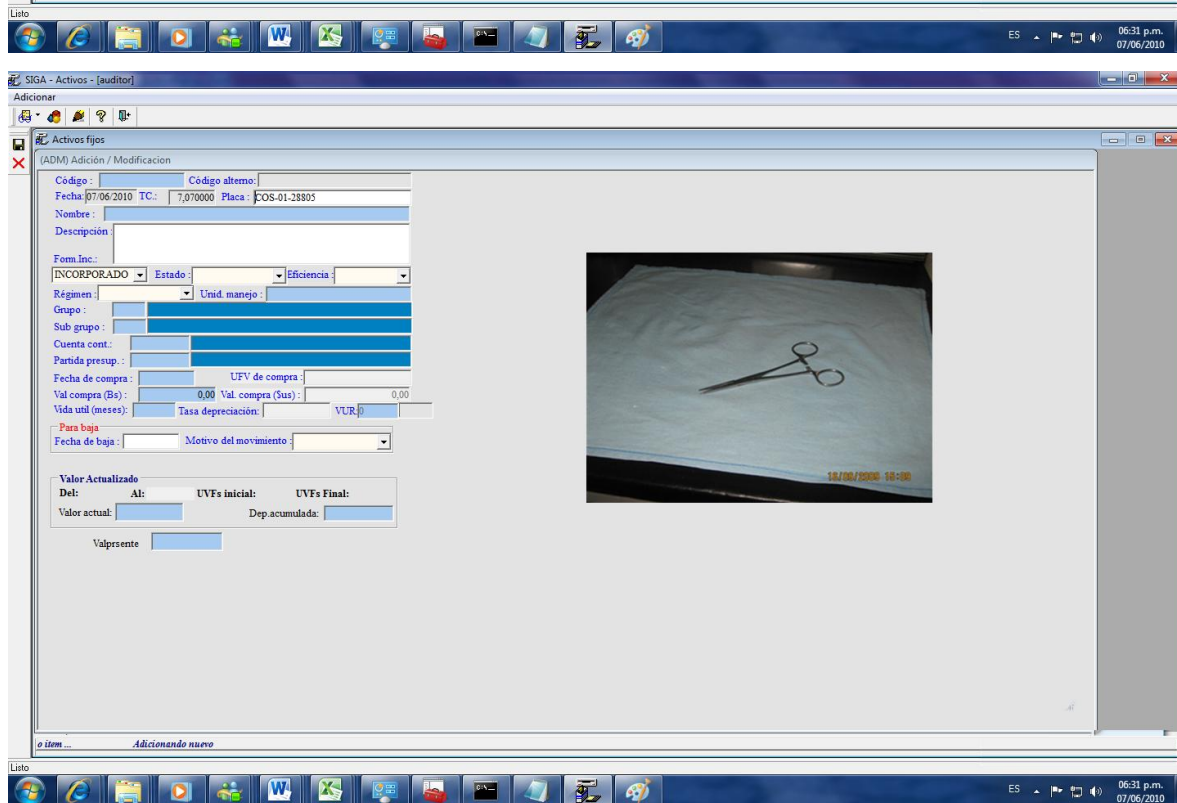 Listo
ES 06:31 p.m.
07/06/2010
SIGA - Activos - [auditor]
Adicionar
Activos fijos
(ADM) Adición / Modificacion
Código : Código alterno:
Fecha: 07/06/2010 TC.: 7,070000 Placa : COS-01-28805
Nombre :
Descripción :
Form.Inc.:
INCORPORADO Estado : Eficiencia :
Régimen : Unid. manejo :
Grupo :
Sub grupo :
Cuenta cont.:
Partida presup. :
Fecha de compra : UFV de compra :
Val compra (Bs) : 0,00 Val. compra ($us) : 0,00
Vida util (meses): Tasa depreciación: VUR: 0
Para baja
Fecha de baja : Motivo del movimiento :
Valor Actualizado
Del: Al: UVFs inicial: UVFs Final:
Valor actual: Dep.acumulada:
Valprsente
o item ... Adicionando nuevo
Listo
ES 06:31 p.m.
07/06/2010